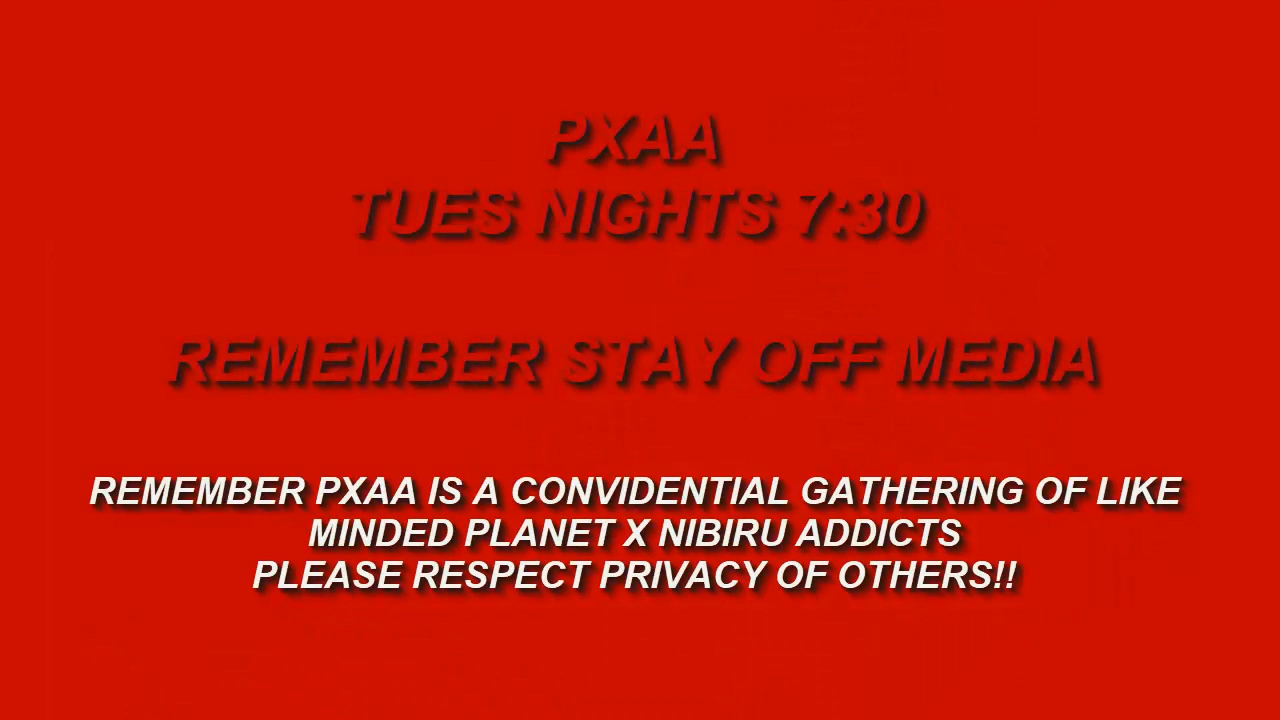 PXAA
TUES NIGHTS 7:30
REMEMBER STAY OFF MEDIA
REMEMBER PXAA IS A CONVIDENTIAL GATHERING OF LIKE
MINDED PLANET X NIBIRU ADDICTS
PLEASE RESPECT PRIVACY OF OTHERS!!